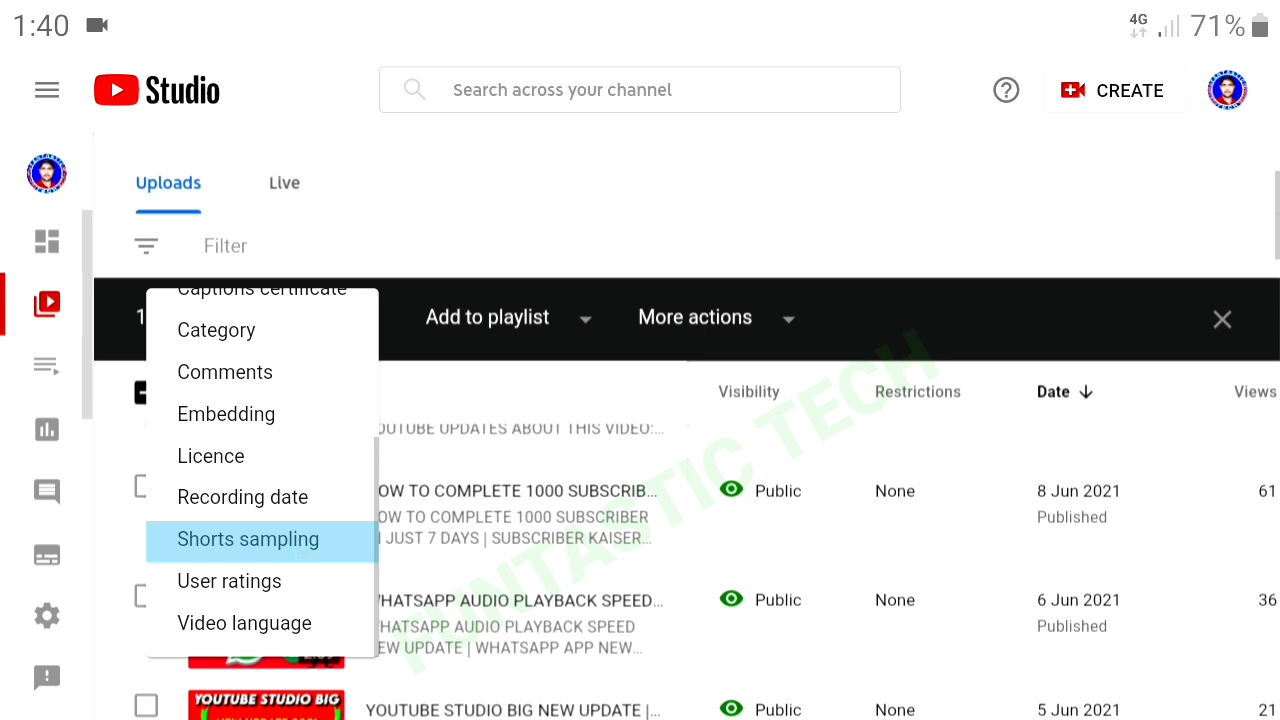 1:40
4G
71%
Studio
Search across your channel
CREATE
Uploads
Live
Filter
Captions certificate
1
Add to playlist
More actions
Category
Comments
Embedding
Licence
Recording date
Shorts sampling
User ratings
Video language
Visibility
Restrictions
Date
Views
OUTUBE UPDATES ABOUT THIS VIDEO:...
OW TO COMPLETE 1000 SUBSCRIB...
OW TO COMPLETE 1000 SUBSCRIBER
JUST 7 DAYS | SUBSCRIBER KAISER...
Public
None
8 Jun 2021
Published
61
HATSAPP AUDIO PLAYBACK SPEED...
HATSAPP AUDIO PLAYBACK SPEED
EW UPDATE | WHATSAPP APP NEW...
Public
None
6 Jun 2021
Published
36
YOUTUBE STUDIO BIG
YOUTUBE STUDIO BIG NEW UPDATE |...
Public
None
5 Jun 2021
21
FUNTASTIC TECH